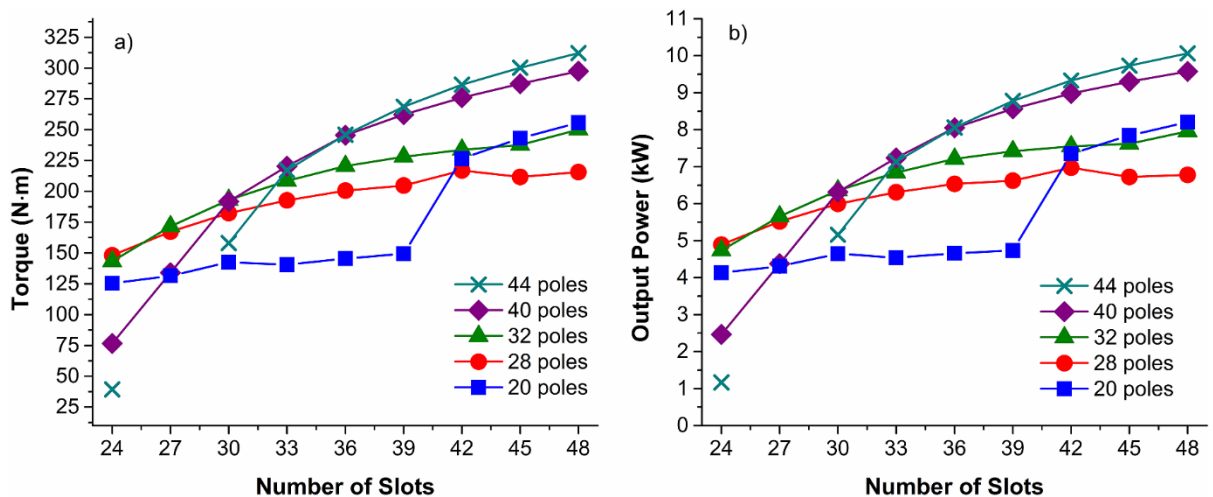 a)
Torque (N·m)
325
300
275
250
225
200
175
150
125
100
75
50
25
44 poles
40 poles
32 poles
28 poles
20 poles
24 27 30 33 36 39 42 45 48
Number of Slots
b)
Output Power (kW)
11
10
9
8
7
6
5
4
3
2
1
0
44 poles
40 poles
32 poles
28 poles
20 poles
24 27 30 33 36 39 42 45 48
Number of Slots